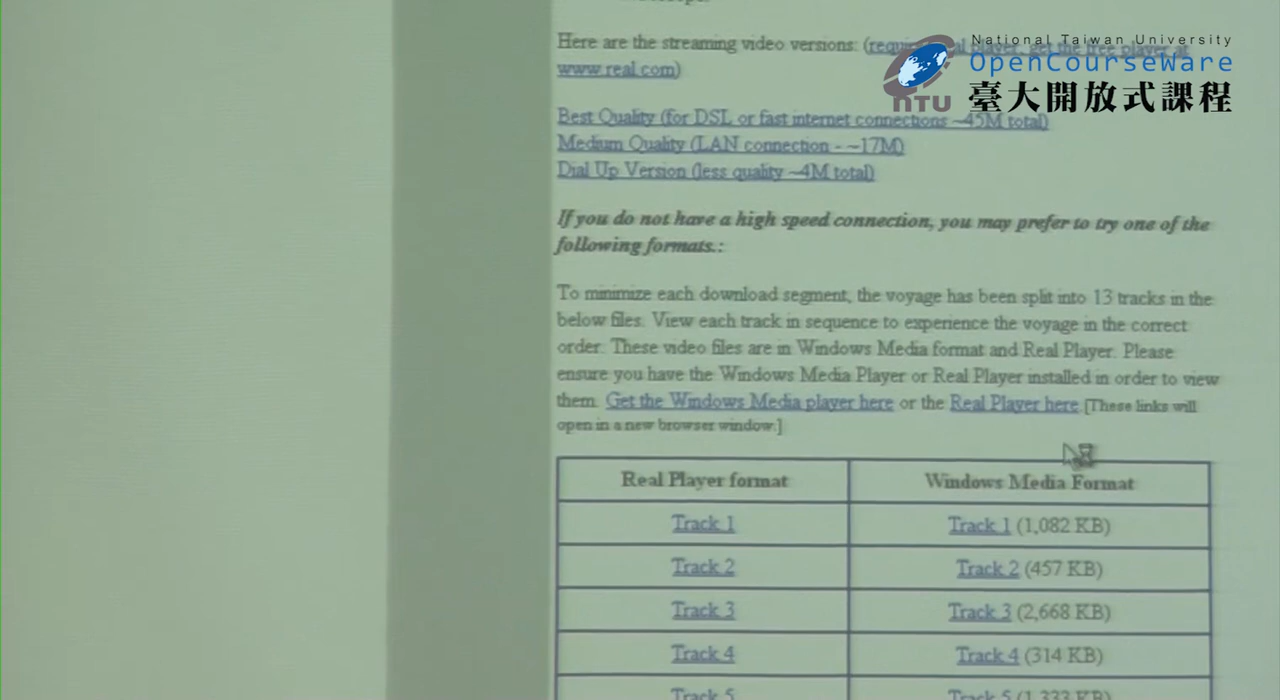 National Taiwan University
OpenCourseWare
NTU 臺大開放式課程
Here are the streaming video versions: (requires Real Player, get the free player at
www.real.com)
Best Quality (for DSL or fast internet connections ~45M total)
Medium Quality (LAN connection - ~17M)
Dial Up Version (less quality ~4M total)
If you do not have a high speed connection, you may prefer to try one of the
following formats.:
To minimize each download segment, the voyage has been split into 13 tracks in the
below files. View each track in sequence to experience the voyage in the correct
order. These video files are in Windows Media format and Real Player. Please
ensure you have the Windows Media Player or Real Player installed in order to view
them. Get the Windows Media player here or the Real Player here [These links will
open in a new browser window.]
Real Player format Windows Media Format
Track 1 Track 1 (1,082 KB)
Track 2 Track 2 (457 KB)
Track 3 Track 3 (2,668 KB)
Track 4 Track 4 (314 KB)
Track 5 Track 5 (1,333 KB)